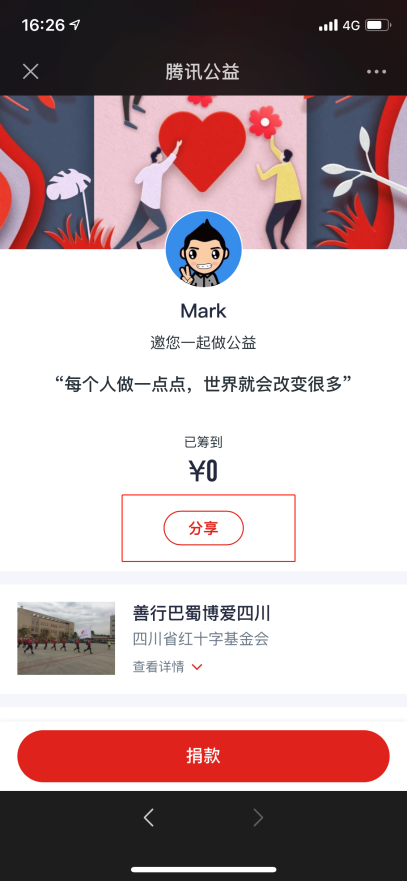 16:26
4G
腾讯公益
Mark
邀您一起做公益
“每个人做一点点，世界就会改变很多”
已筹到
¥0
分享
善行巴蜀博爱四川
四川省红十字基金会
查看详情
捐款